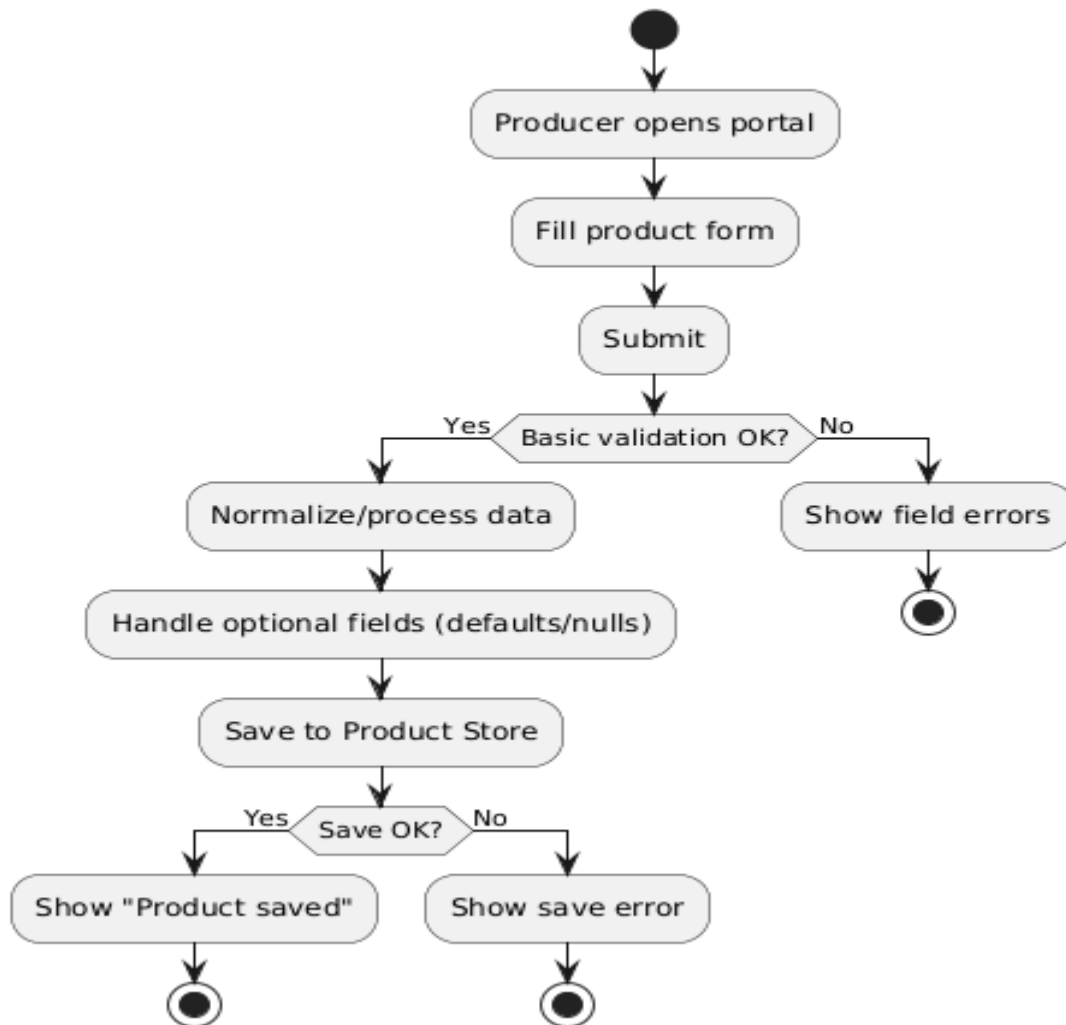 Producer opens portal
Fill product form
Submit
Yes
Basic validation OK?
No
Normalize/process data
Show field errors
Handle optional fields (defaults/nulls)
Save to Product Store
Yes
Save OK?
No
Show "Product saved"
Show save error